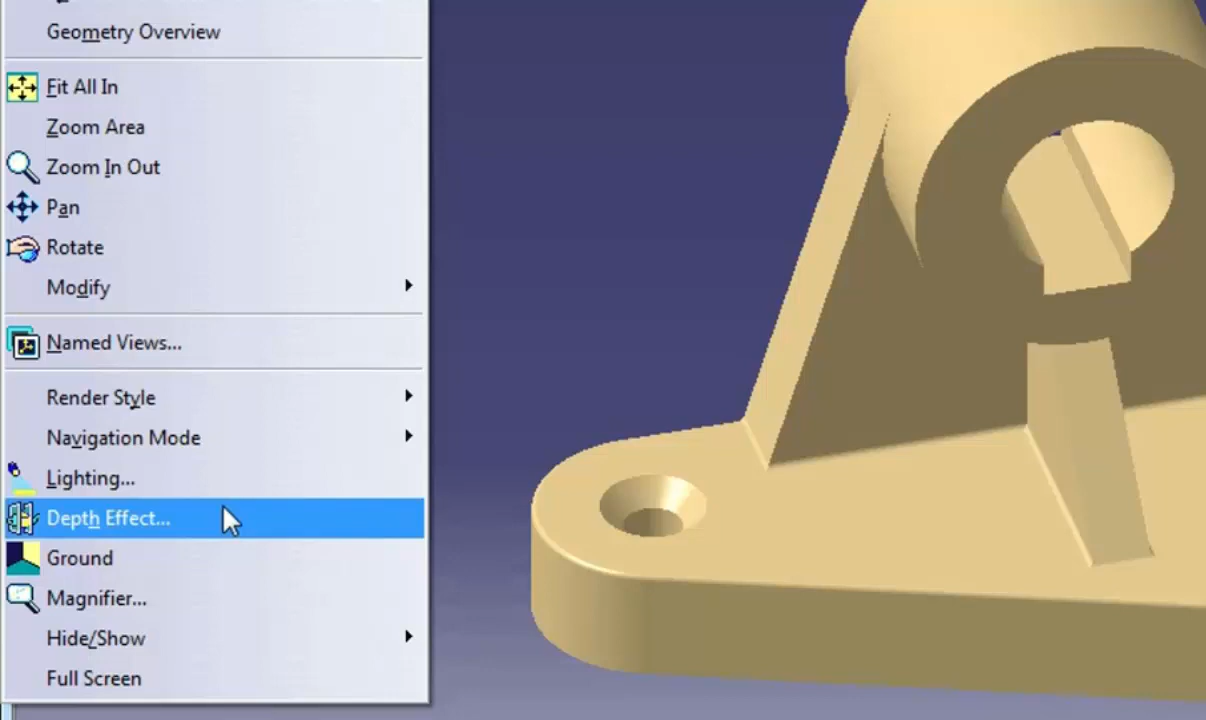 Geometry Overview
Fit All In
Zoom Area
Zoom In Out
Pan
Rotate
Modify
Named Views...
Render Style
Navigation Mode
Lighting...
Depth Effect...
Ground
Magnifier...
Hide/Show
Full Screen